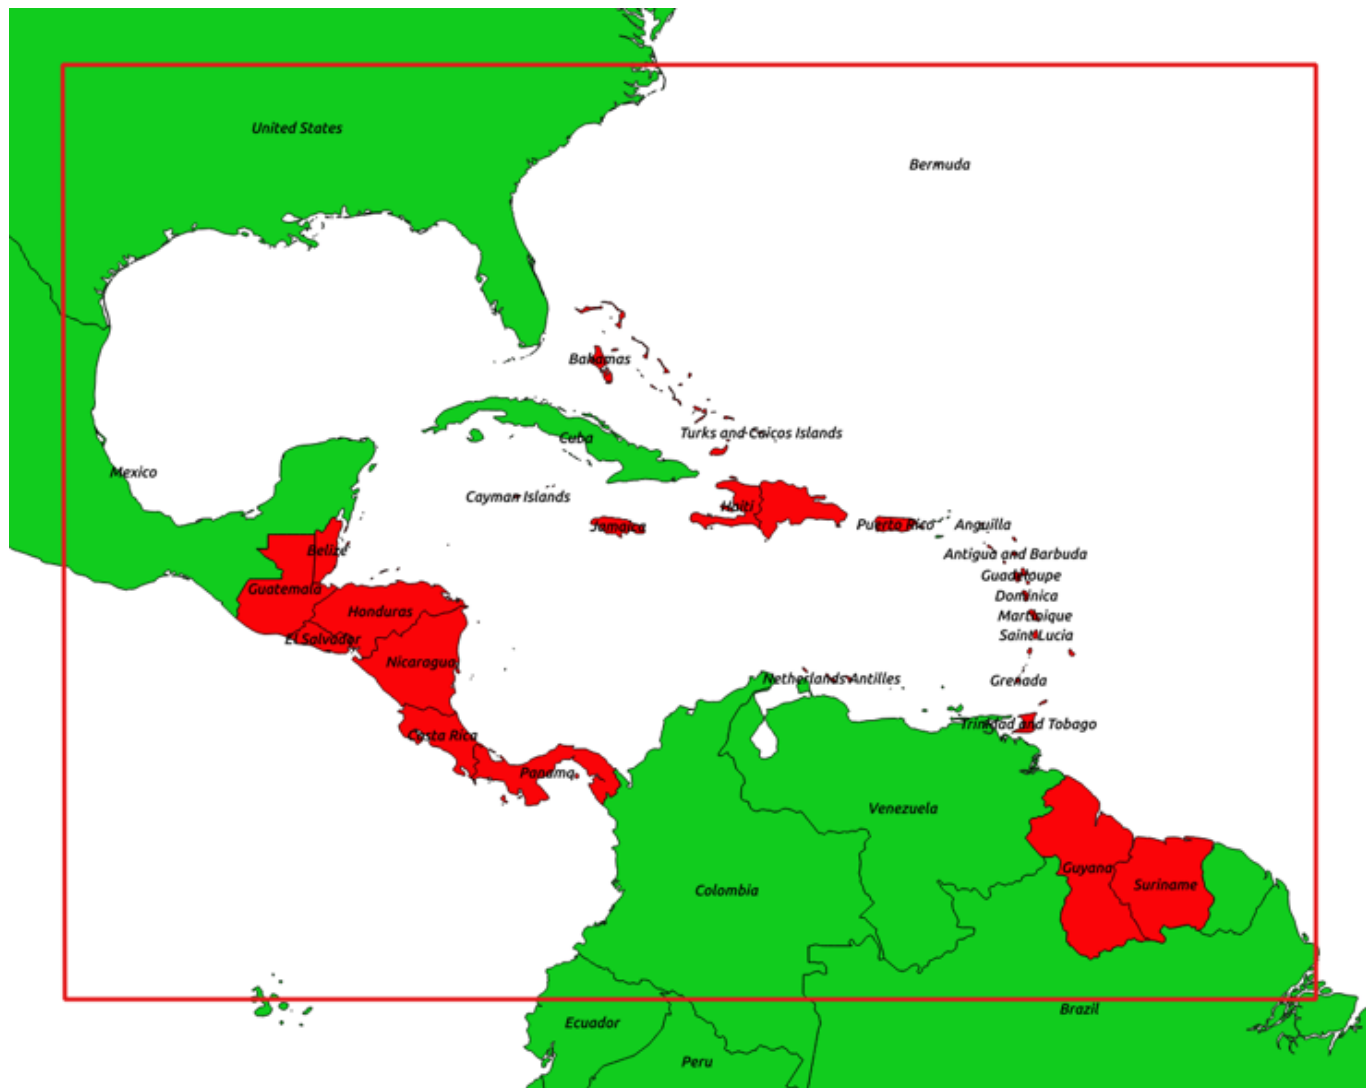 United States
Bermuda
Bahamas
Turks and Caicos Islands
Cuba
Mexico
Cayman Islands
Haiti
Jamaica
Puerto Rico
Anguilla
Belize
Antigua and Barbuda
Guadeloupe
Guatemala
Dominica
Honduras
Martinique
El Salvador
Saint Lucia
Nicaragua
Netherlands Antilles
Grenada
Trinidad and Tobago
Costa Rica
Panama
Venezuela
Guyana
Suriname
Colombia
Brazil
Ecuador
Peru